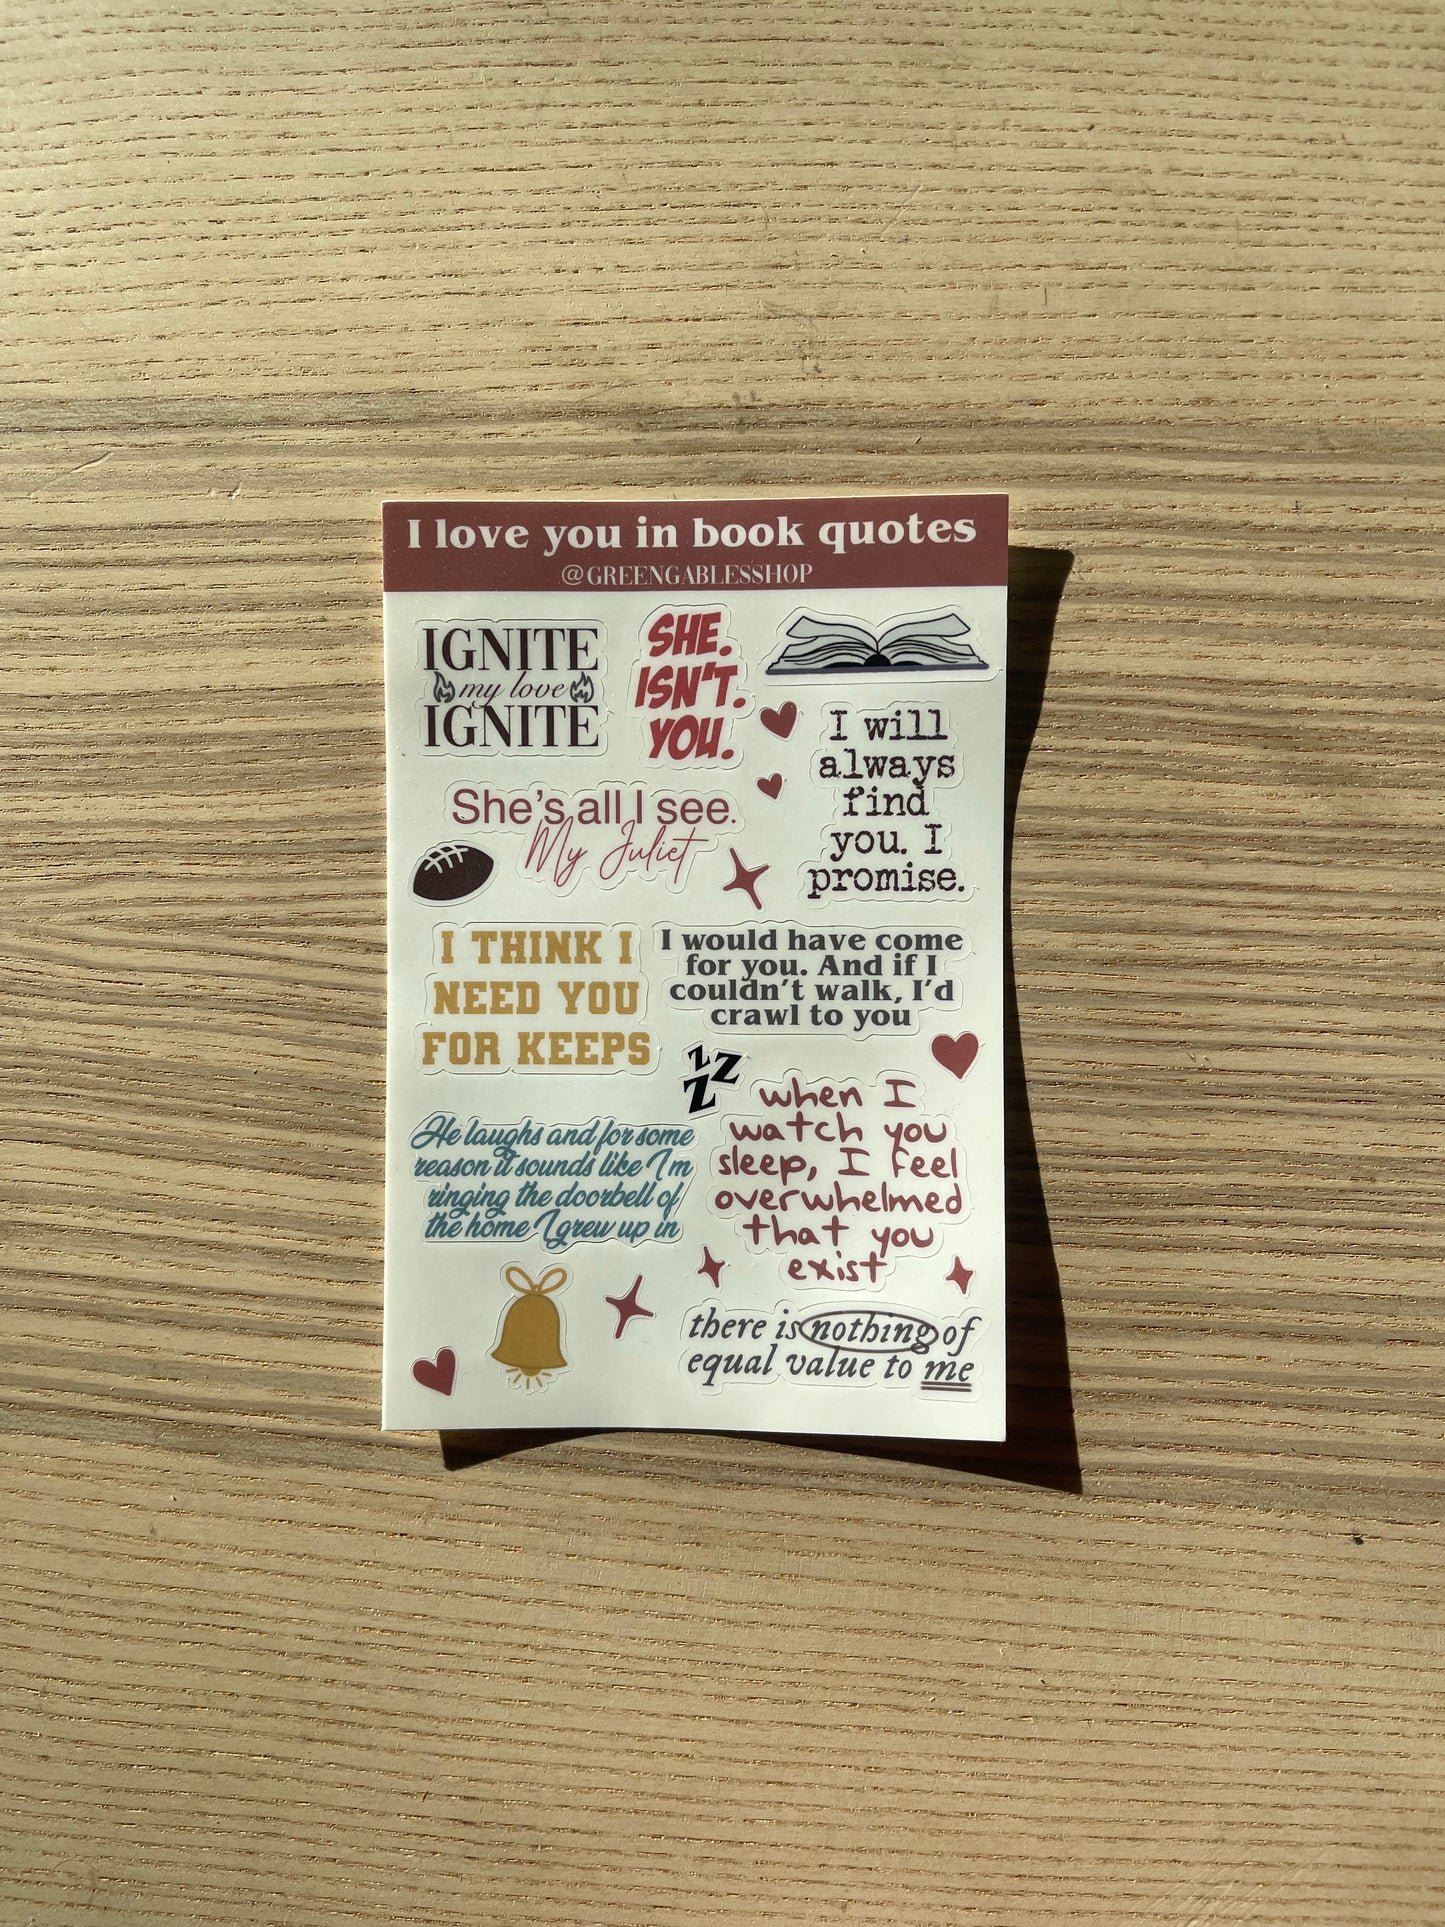 I love you in book quotes
@GREENGABLESSHOP
IGNITE
my love
IGNITE
SHE.
ISN'T.
YOU.
I will
always
find
you. I
promise.
She's all I see.
My Juliet
I THINK I
NEED YOU
FOR KEEPS
I would have come
for you. And if I
couldn't walk, I'd
crawl to you
z z
z
when I
watch you
sleep, I feel
overwhelmed
that you
exist
He laughs and for some
reason it sounds like I'm
ringing the doorbell of
the home I grew up in
there is nothing of
equal value to me